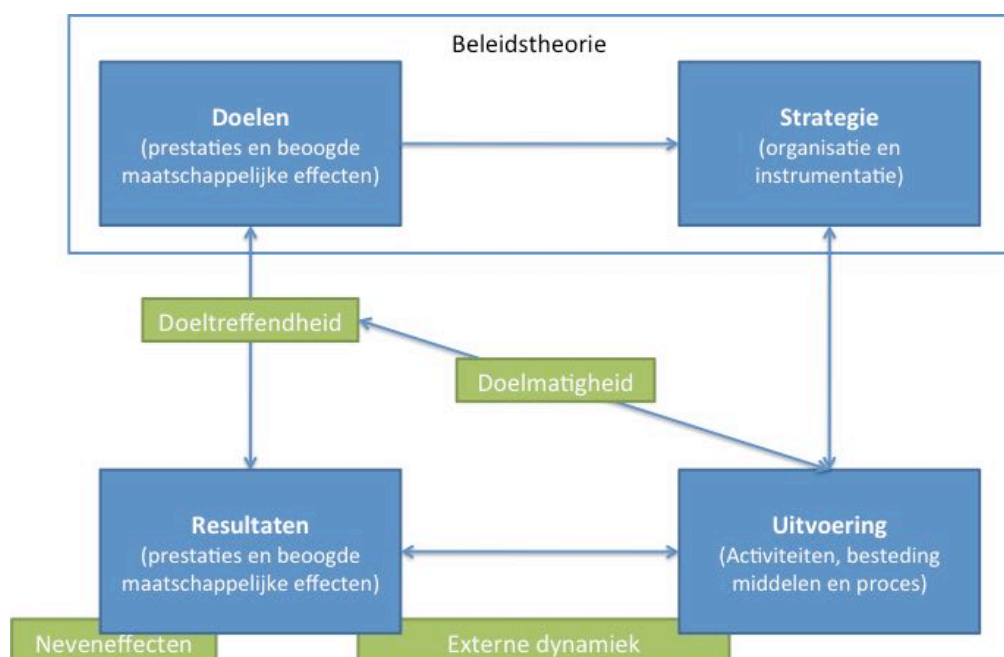 Beleidstheorie
Doelen
(prestaties en beoogde
maatschappelijke effecten)
Strategie
(organisatie en
instrumentatie)
Doeltreffendheid
Doelmatigheid
Resultaten
(prestaties en beoogde
maatschappelijke effecten)
Uitvoering
(Activiteiten, besteding
middelen en proces)
Neveneffecten
Externe dynamiek